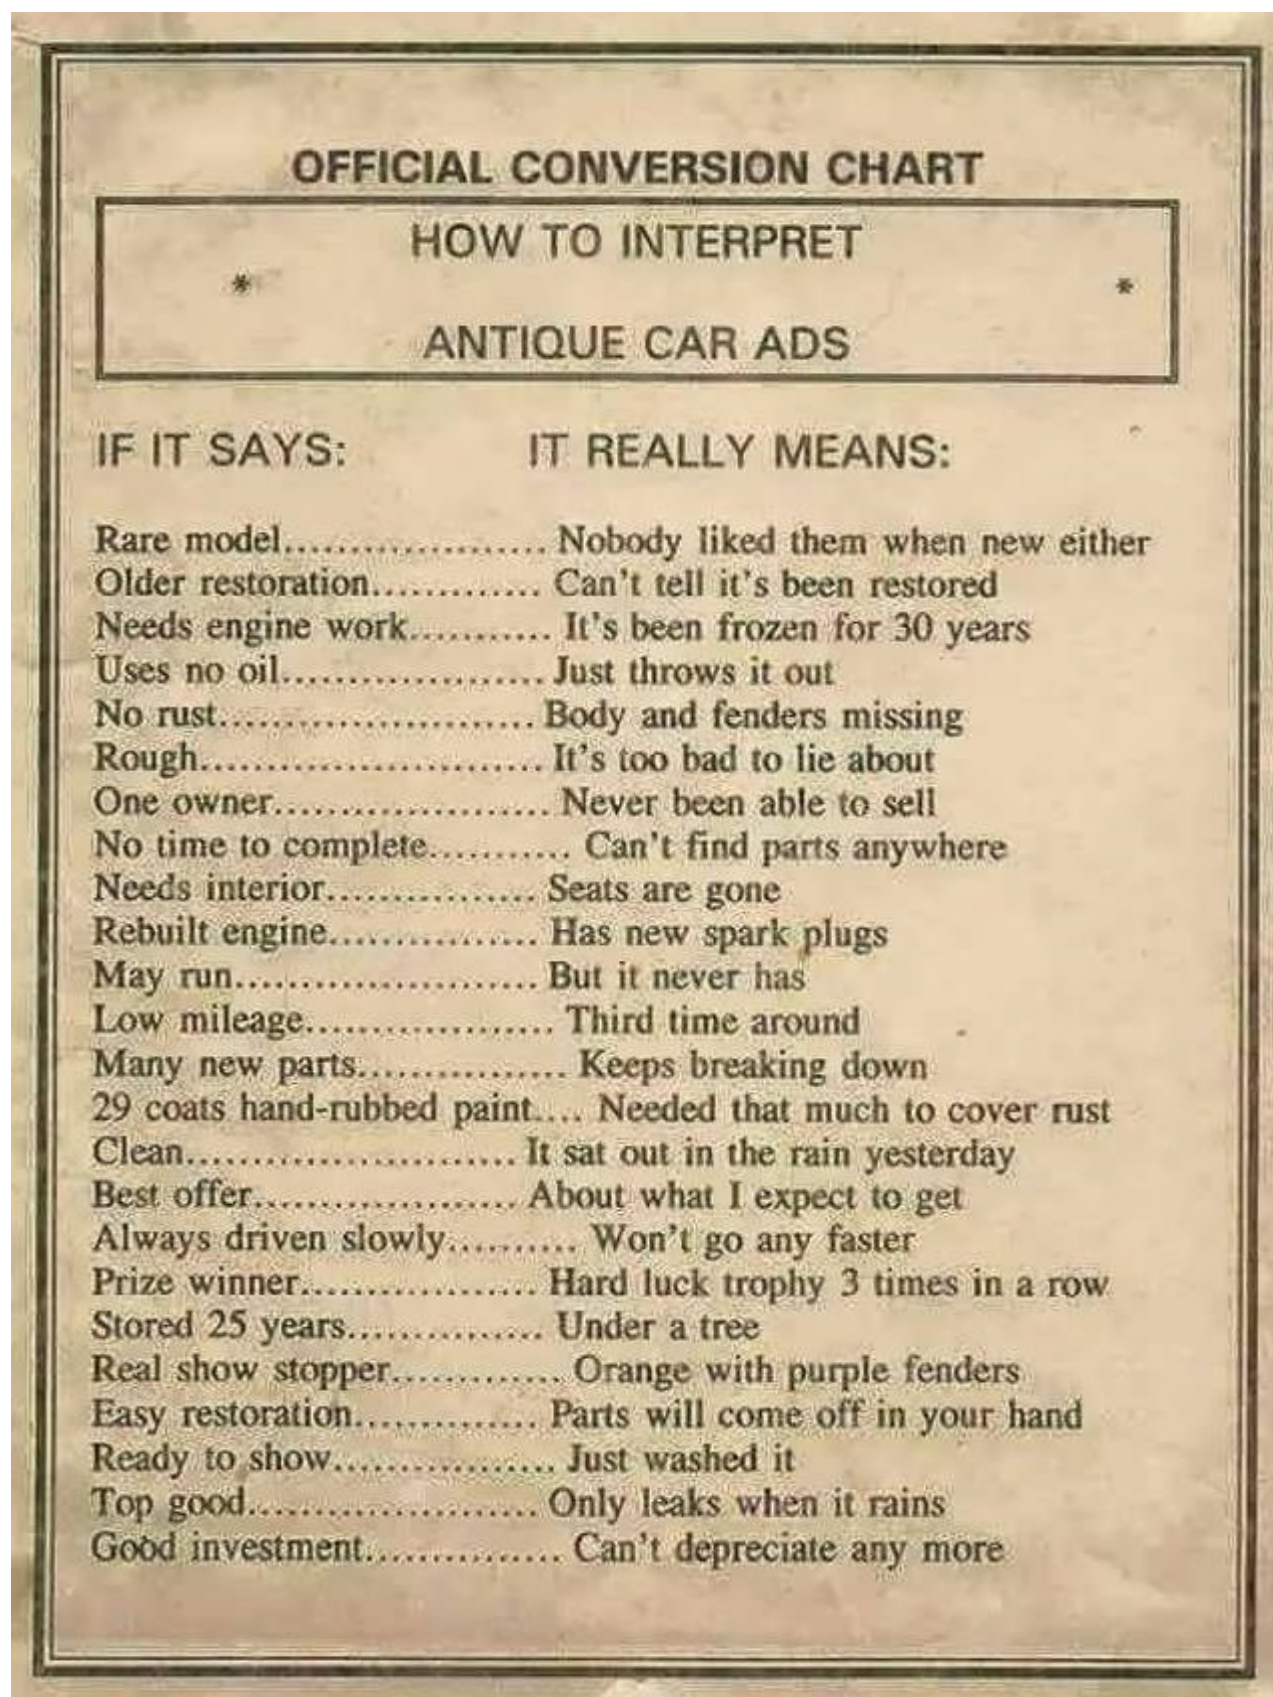 OFFICIAL CONVERSION CHART
HOW TO INTERPRET
* *
ANTIQUE CAR ADS
IF IT SAYS: IT REALLY MEANS:
Rare model.................... Nobody liked them when new either
Older restoration............. Can't tell it's been restored
Needs engine work........... It's been frozen for 30 years
Uses no oil.................... Just throws it out
No rust........................ Body and fenders missing
Rough.......................... It's too bad to lie about
One owner..................... Never been able to sell
No time to complete........... Can't find parts anywhere
Needs interior................ Seats are gone
Rebuilt engine................ Has new spark plugs
May run....................... But it never has
Low mileage................... Third time around
Many new parts................ Keeps breaking down
29 coats hand-rubbed paint.... Needed that much to cover rust
Clean......................... It sat out in the rain yesterday
Best offer.................... About what I expect to get
Always driven slowly.......... Won't go any faster
Prize winner.................. Hard luck trophy 3 times in a row
Stored 25 years............... Under a tree
Real show stopper............. Orange with purple fenders
Easy restoration.............. Parts will come off in your hand
Ready to show................. Just washed it
Top good...................... Only leaks when it rains
Good investment............... Can't depreciate any more